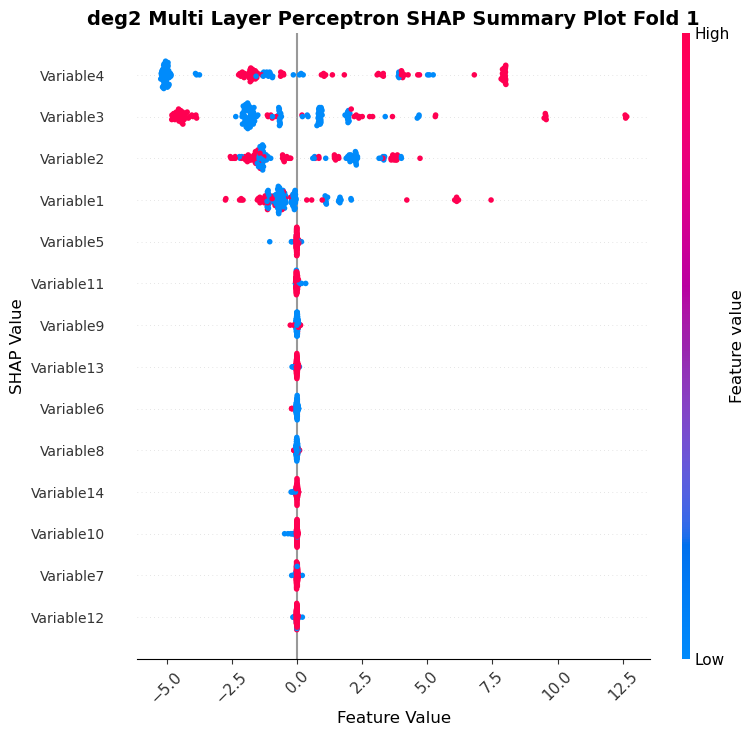 deg2 Multi Layer Perceptron SHAP Summary Plot Fold 1
High
Variable4
Variable3
Variable2
Variable1
Variable5
Variable11
Variable9
Variable13
Variable6
Variable8
Variable14
Variable10
Variable7
Variable12
SHAP Value
Feature value
Low
−5.0
−2.5
0.0
2.5
5.0
7.5
10.0
12.5
Feature Value